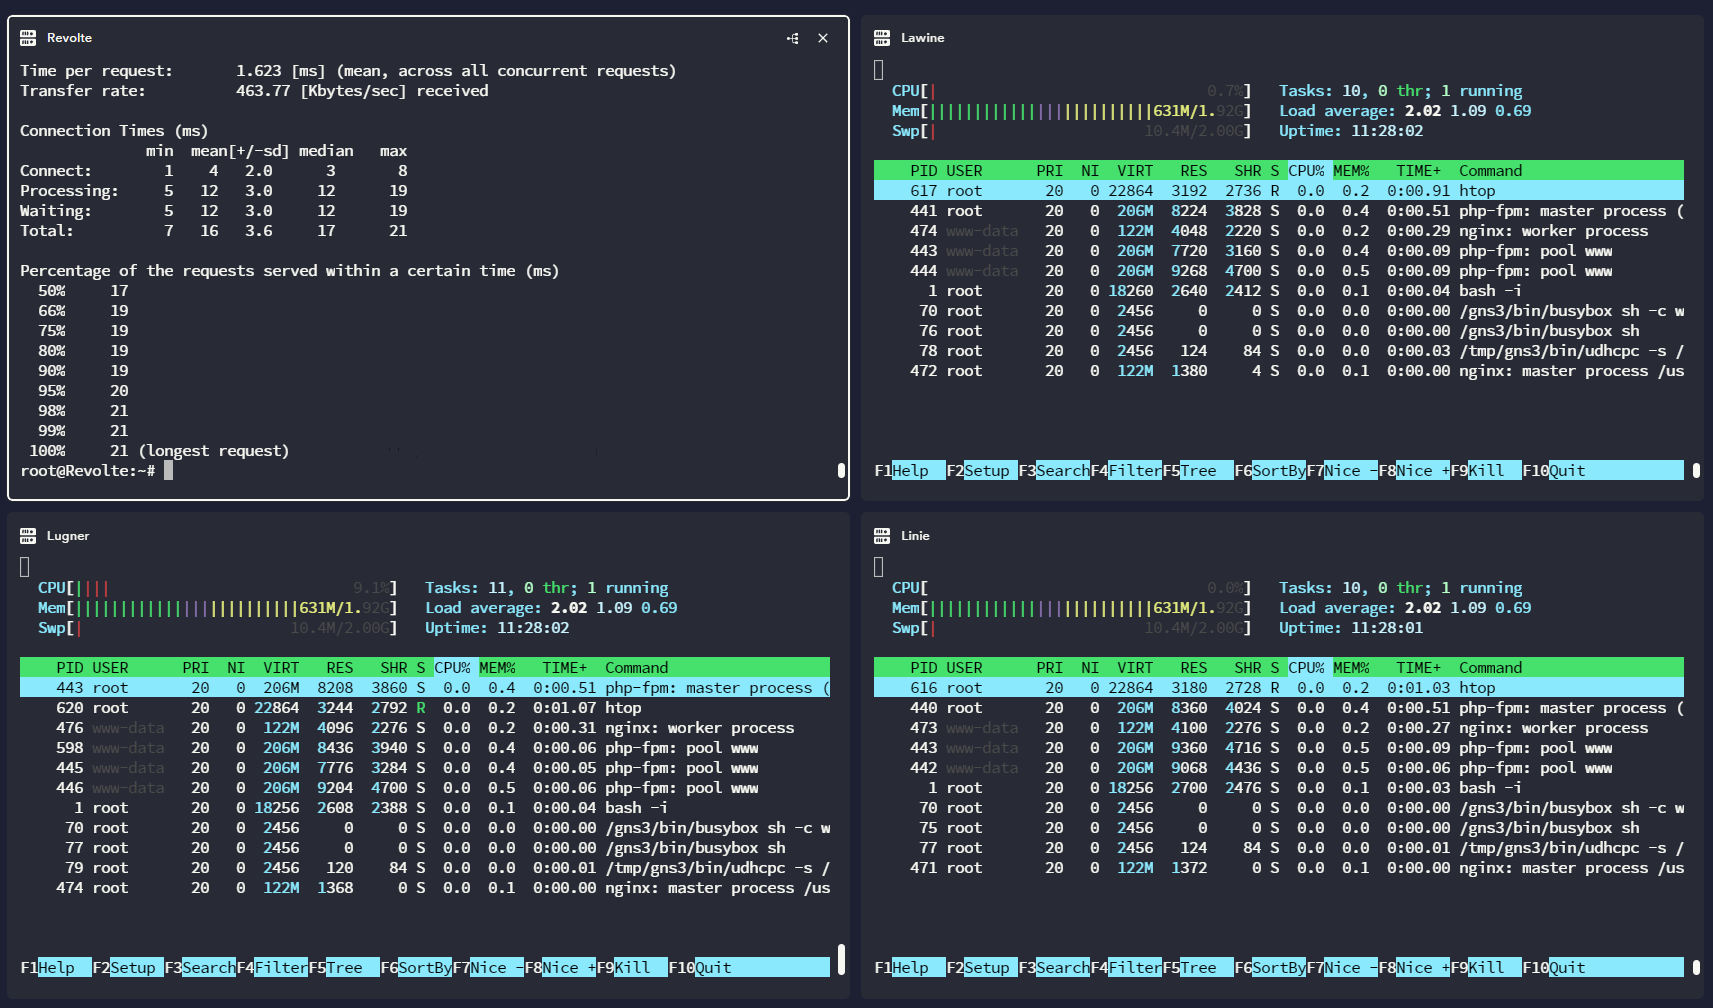 Revolte
Time per request:       1.623 [ms] (mean, across all concurrent requests)
Transfer rate:          463.77 [Kbytes/sec] received
Connection Times (ms)
              min  mean[+/-sd] median   max
Connect:        1    4   2.0      3       8
Processing:     5   12   3.0     12      19
Waiting:        5   12   3.0     12      19
Total:          7   16   3.6     17      21
Percentage of the requests served within a certain time (ms)
  50%     17
  66%     19
  75%     19
  80%     19
  90%     19
  95%     20
  98%     21
  99%     21
 100%     21 (longest request)
root@Revolte:~#
Lawine
CPU[| 0.7%] Tasks: 10, 0 thr; 1 running
Mem[|||||||||||||||||||||||||631M/1.92G] Load average: 2.02 1.09 0.69
Swp[| 10.4M/2.00G] Uptime: 11:28:02
PID USER PRI NI VIRT RES SHR S CPU% MEM% TIME+ Command
617 root 20 0 22864 3192 2736 R 0.0 0.2 0:00.91 htop
441 root 20 0 206M 8224 3828 S 0.0 0.4 0:00.51 php-fpm: master process (
474 www-data 20 0 122M 4048 2220 S 0.0 0.2 0:00.29 nginx: worker process
443 www-data 20 0 206M 7720 3160 S 0.0 0.4 0:00.09 php-fpm: pool www
444 www-data 20 0 206M 9268 4700 S 0.0 0.5 0:00.09 php-fpm: pool www
1 root 20 0 18260 2640 2412 S 0.0 0.1 0:00.04 bash -i
70 root 20 0 2456 0 0 S 0.0 0.0 0:00.00 /gns3/bin/busybox sh -c w
76 root 20 0 2456 0 0 S 0.0 0.0 0:00.00 /gns3/bin/busybox sh
78 root 20 0 2456 124 84 S 0.0 0.0 0:00.03 /tmp/gns3/bin/udhcpc -s /
472 root 20 0 122M 1380 4 S 0.0 0.1 0:00.00 nginx: master process /us
F1Help F2Setup F3SearchF4FilterF5Tree F6SortByF7Nice -F8Nice +F9Kill F10Quit
Lugner
CPU[|||| 9.1%] Tasks: 11, 0 thr; 1 running
Mem[|||||||||||||||||||||||||631M/1.92G] Load average: 2.02 1.09 0.69
Swp[| 10.4M/2.00G] Uptime: 11:28:02
PID USER PRI NI VIRT RES SHR S CPU% MEM% TIME+ Command
443 root 20 0 206M 8208 3860 S 0.0 0.4 0:00.51 php-fpm: master process (
620 root 20 0 22864 3244 2792 R 0.0 0.2 0:01.07 htop
476 www-data 20 0 122M 4096 2276 S 0.0 0.2 0:00.31 nginx: worker process
598 www-data 20 0 206M 8436 3940 S 0.0 0.4 0:00.06 php-fpm: pool www
445 www-data 20 0 206M 7776 3284 S 0.0 0.4 0:00.05 php-fpm: pool www
446 www-data 20 0 206M 9204 4700 S 0.0 0.5 0:00.06 php-fpm: pool www
1 root 20 0 18256 2608 2388 S 0.0 0.1 0:00.04 bash -i
70 root 20 0 2456 0 0 S 0.0 0.0 0:00.00 /gns3/bin/busybox sh -c w
77 root 20 0 2456 0 0 S 0.0 0.0 0:00.00 /gns3/bin/busybox sh
79 root 20 0 2456 120 84 S 0.0 0.0 0:00.01 /tmp/gns3/bin/udhcpc -s /
474 root 20 0 122M 1368 0 S 0.0 0.1 0:00.00 nginx: master process /us
F1Help F2Setup F3SearchF4FilterF5Tree F6SortByF7Nice -F8Nice +F9Kill F10Quit
Linie
CPU[ 0.0%] Tasks: 10, 0 thr; 1 running
Mem[|||||||||||||||||||||||||631M/1.92G] Load average: 2.02 1.09 0.69
Swp[| 10.4M/2.00G] Uptime: 11:28:01
PID USER PRI NI VIRT RES SHR S CPU% MEM% TIME+ Command
616 root 20 0 22864 3180 2728 R 0.0 0.2 0:01.03 htop
440 root 20 0 206M 8360 4024 S 0.0 0.4 0:00.51 php-fpm: master process (
473 www-data 20 0 122M 4100 2276 S 0.0 0.2 0:00.27 nginx: worker process
443 www-data 20 0 206M 9360 4716 S 0.0 0.5 0:00.09 php-fpm: pool www
442 www-data 20 0 206M 9068 4436 S 0.0 0.5 0:00.06 php-fpm: pool www
1 root 20 0 18256 2700 2476 S 0.0 0.1 0:00.03 bash -i
70 root 20 0 2456 0 0 S 0.0 0.0 0:00.00 /gns3/bin/busybox sh -c w
75 root 20 0 2456 0 0 S 0.0 0.0 0:00.00 /gns3/bin/busybox sh
77 root 20 0 2456 124 84 S 0.0 0.0 0:00.01 /tmp/gns3/bin/udhcpc -s /
471 root 20 0 122M 1372 0 S 0.0 0.1 0:00.00 nginx: master process /us
F1Help F2Setup F3SearchF4FilterF5Tree F6SortByF7Nice -F8Nice +F9Kill F10Quit